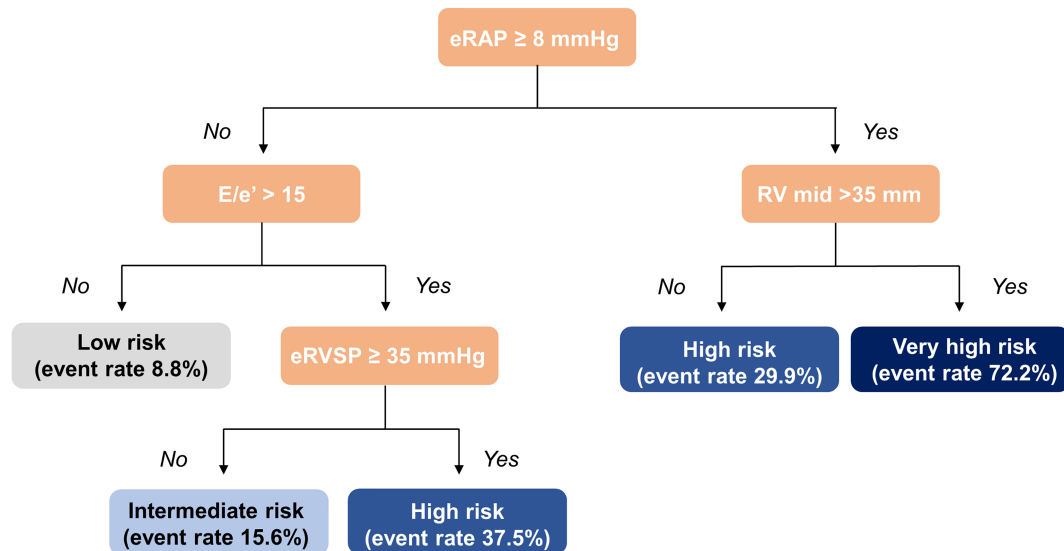 eRAP ≥ 8 mmHg
No
Yes
E/e’ > 15
RV mid >35 mm
No
Yes
No
Yes
Low risk
(event rate 8.8%)
eRVSP ≥ 35 mmHg
High risk
(event rate 29.9%)
Very high risk
(event rate 72.2%)
No
Yes
Intermediate risk
(event rate 15.6%)
High risk
(event rate 37.5%)